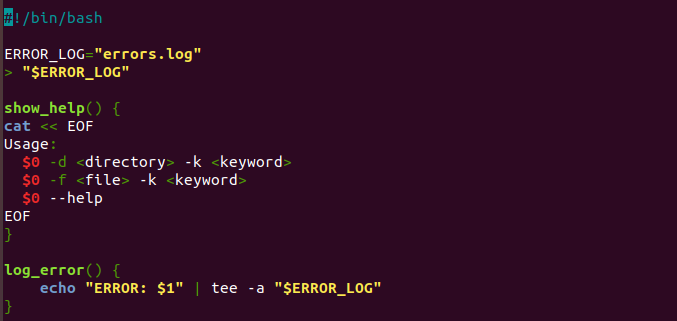 #!/bin/bash
ERROR_LOG="errors.log"
> "$ERROR_LOG"
show_help() {
cat << EOF
Usage:
  $0 -d <directory> -k <keyword>
  $0 -f <file> -k <keyword>
  $0 --help
EOF
}
log_error() {
    echo "ERROR: $1" | tee -a "$ERROR_LOG"
}